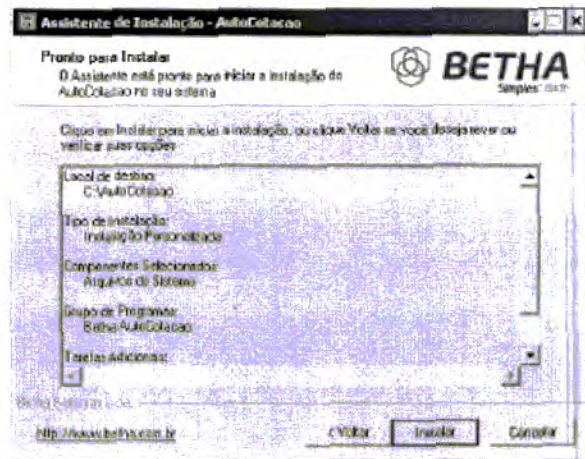 Assistente de Instalação - AutoCotacao
Pronto para Instalar
O Assistente está pronto para iniciar a instalação do
AutoCotacao no seu sistema
BETHA
Simples
Clique em Instalar para iniciar a instalação, ou clique Voltar se você deseja rever ou
verificar suas opções
Local de destino:
C:\AutoCotacao
Tipo de instalação:
Instalação Personalizada
Componentes Selecionados:
Arquivos do Sistema
Grupo de Programas:
Betha AutoCotacao
Tarefas Adicionais:
Betha Sistemas Ltda.
http://www.betha.com.br
< Voltar
Instalar
Cancelar